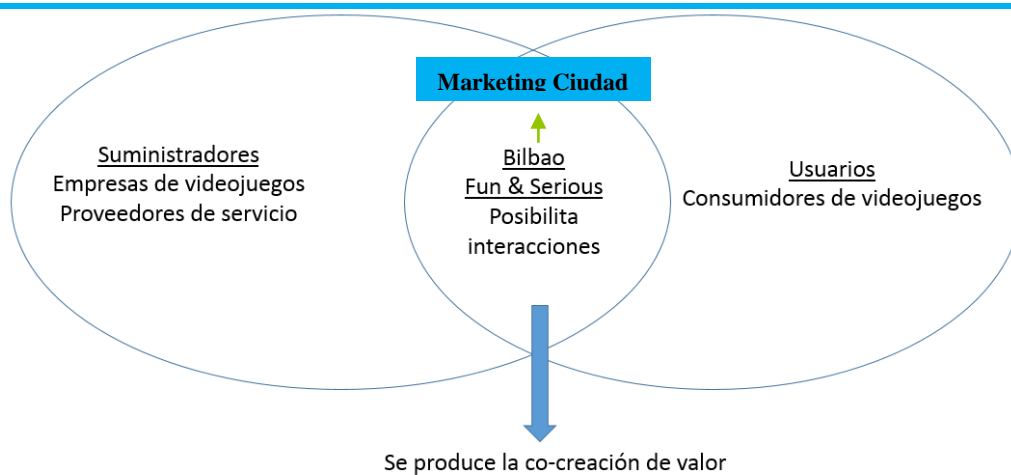 Marketing Ciudad
Suministradores
Empresas de videojuegos
Proveedores de servicio
Bilbao
Fun & Serious
Posibilita
interacciones
Usuarios
Consumidores de videojuegos
Se produce la co-creación de valor